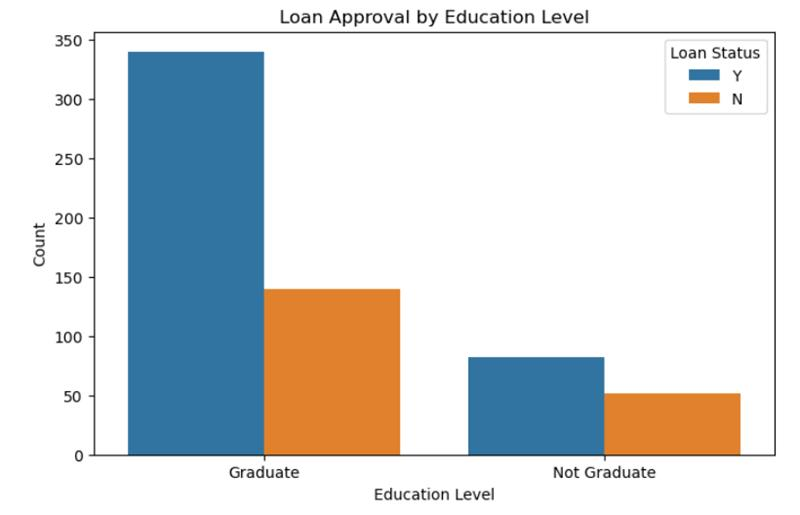 Loan Approval by Education Level
350
300
250
200
150
100
50
0
Count
Loan Status
Y
N
Graduate Not Graduate
Education Level